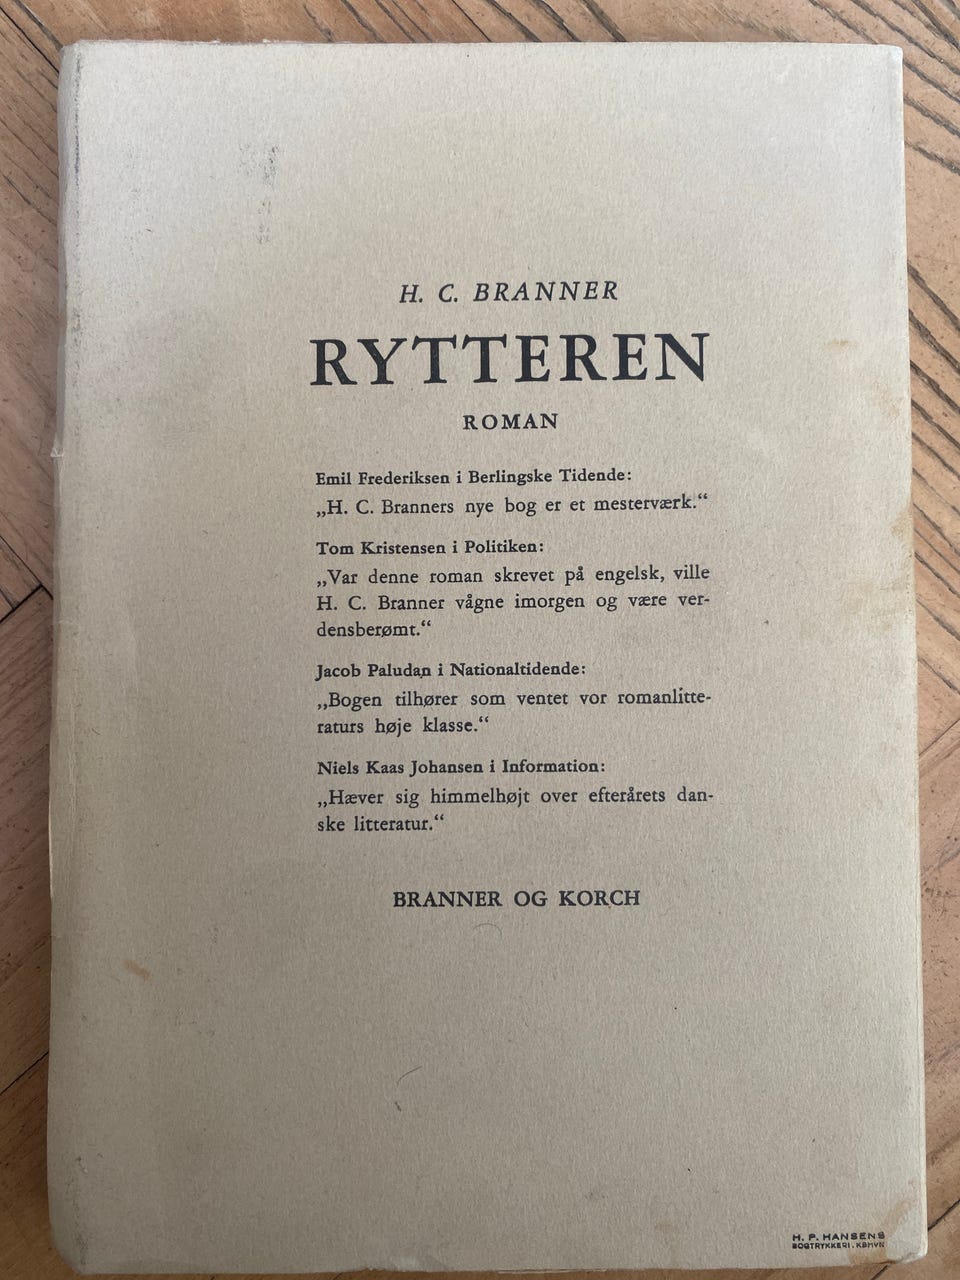 H. C. BRANNER
RYTTEREN
ROMAN
Emil Frederiksen i Berlingske Tidende:
„H. C. Branners nye bog er et mesterværk.“
Tom Kristensen i Politiken:
„Var denne roman skrevet på engelsk, ville
H. C. Branner vågne imorgen og være ver-
densberømt.“
Jacob Paludan i Nationaltidende:
„Bogen tilhører som ventet vor romanlitte-
raturs høje klasse.“
Niels Kaas Johansen i Information:
„Hæver sig himmelhøjt over efterårets dan-
ske litteratur.“
BRANNER OG KORCH
H. P. HANSENS
BOGTRYKKERI. KBHVN